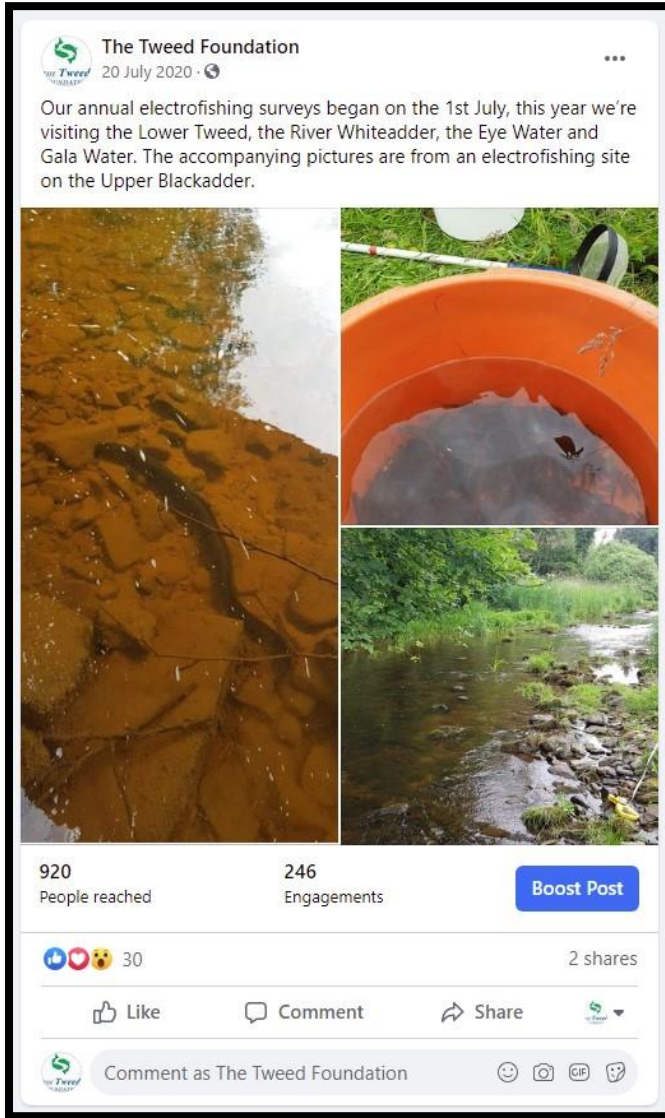 The Tweed Foundation
20 July 2020 ·
Our annual electrofishing surveys began on the 1st July, this year we're
visiting the Lower Tweed, the River Whiteadder, the Eye Water and
Gala Water. The accompanying pictures are from an electrofishing site
on the Upper Blackadder.
920
People reached
246
Engagements
Boost Post
30
2 shares
Like
Comment
Share
Comment as The Tweed Foundation
GIF